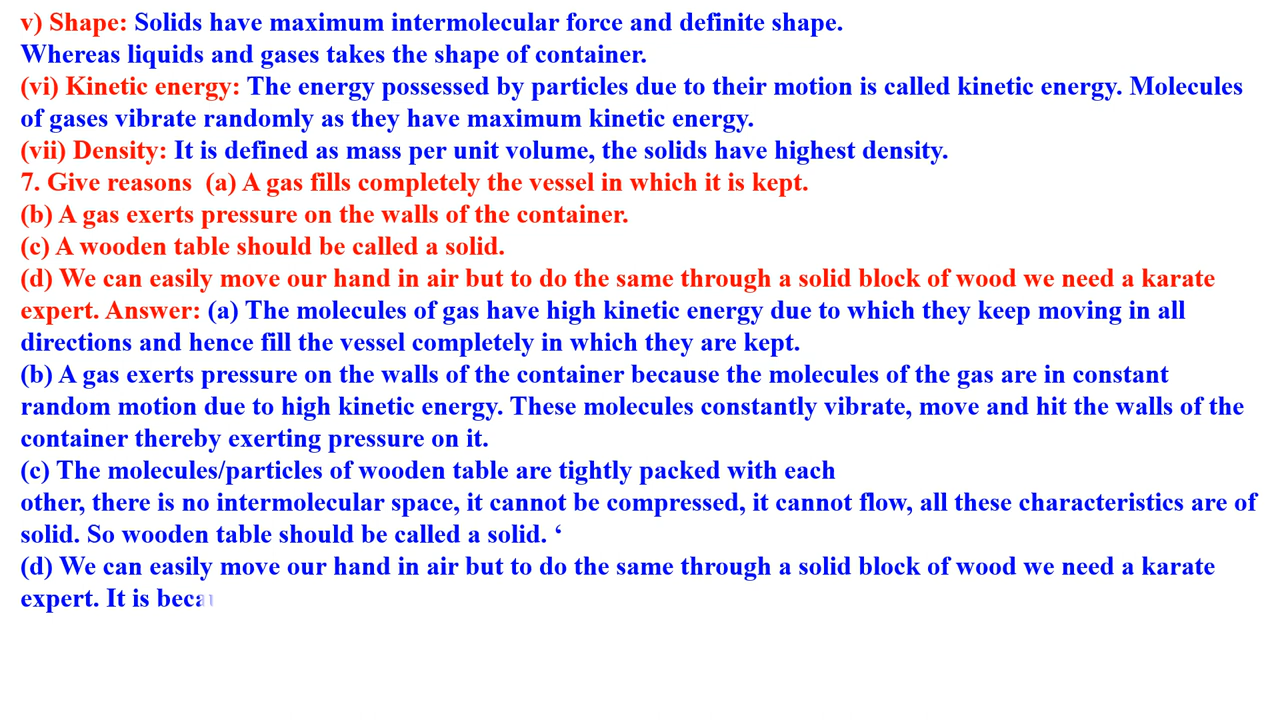 v) Shape: Solids have maximum intermolecular force and definite shape.
Whereas liquids and gases takes the shape of container.
(vi) Kinetic energy: The energy possessed by particles due to their motion is called kinetic energy. Molecules
of gases vibrate randomly as they have maximum kinetic energy.
(vii) Density: It is defined as mass per unit volume, the solids have highest density.
7. Give reasons  (a) A gas fills completely the vessel in which it is kept.
(b) A gas exerts pressure on the walls of the container.
(c) A wooden table should be called a solid.
(d) We can easily move our hand in air but to do the same through a solid block of wood we need a karate
expert. Answer: (a) The molecules of gas have high kinetic energy due to which they keep moving in all
directions and hence fill the vessel completely in which they are kept.
(b) A gas exerts pressure on the walls of the container because the molecules of the gas are in constant
random motion due to high kinetic energy. These molecules constantly vibrate, move and hit the walls of the
container thereby exerting pressure on it.
(c) The molecules/particles of wooden table are tightly packed with each
other, there is no intermolecular space, it cannot be compressed, it cannot flow, all these characteristics are of
solid. So wooden table should be called a solid. ‘
(d) We can easily move our hand in air but to do the same through a solid block of wood we need a karate
expert. It is